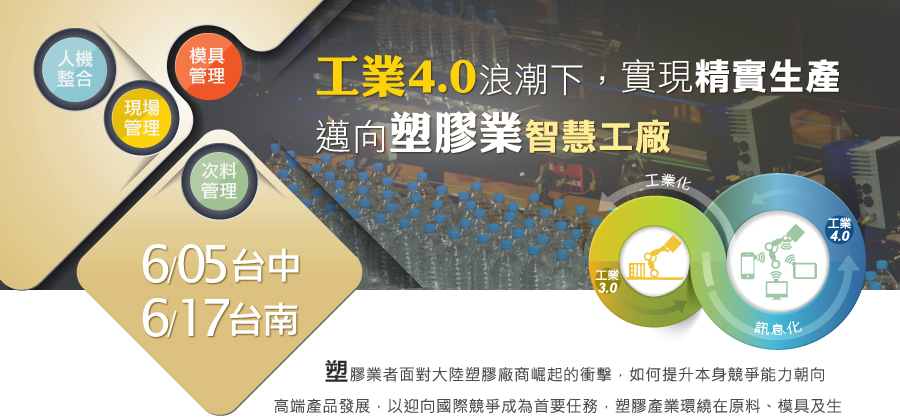 人機
整合
模具
管理
現場
管理
次料
管理
工業4.0浪潮下，實現精實生產
邁向塑膠業智慧工廠
6/05台中
6/17台南
工業化
工業
3.0
工業
4.0
訊息化
塑膠業者面對大陸塑膠廠商崛起的衝擊，如何提升本身競爭能力朝向
高端產品發展，以迎向國際競爭成為首要任務，塑膠產業環繞在原料、模具及生